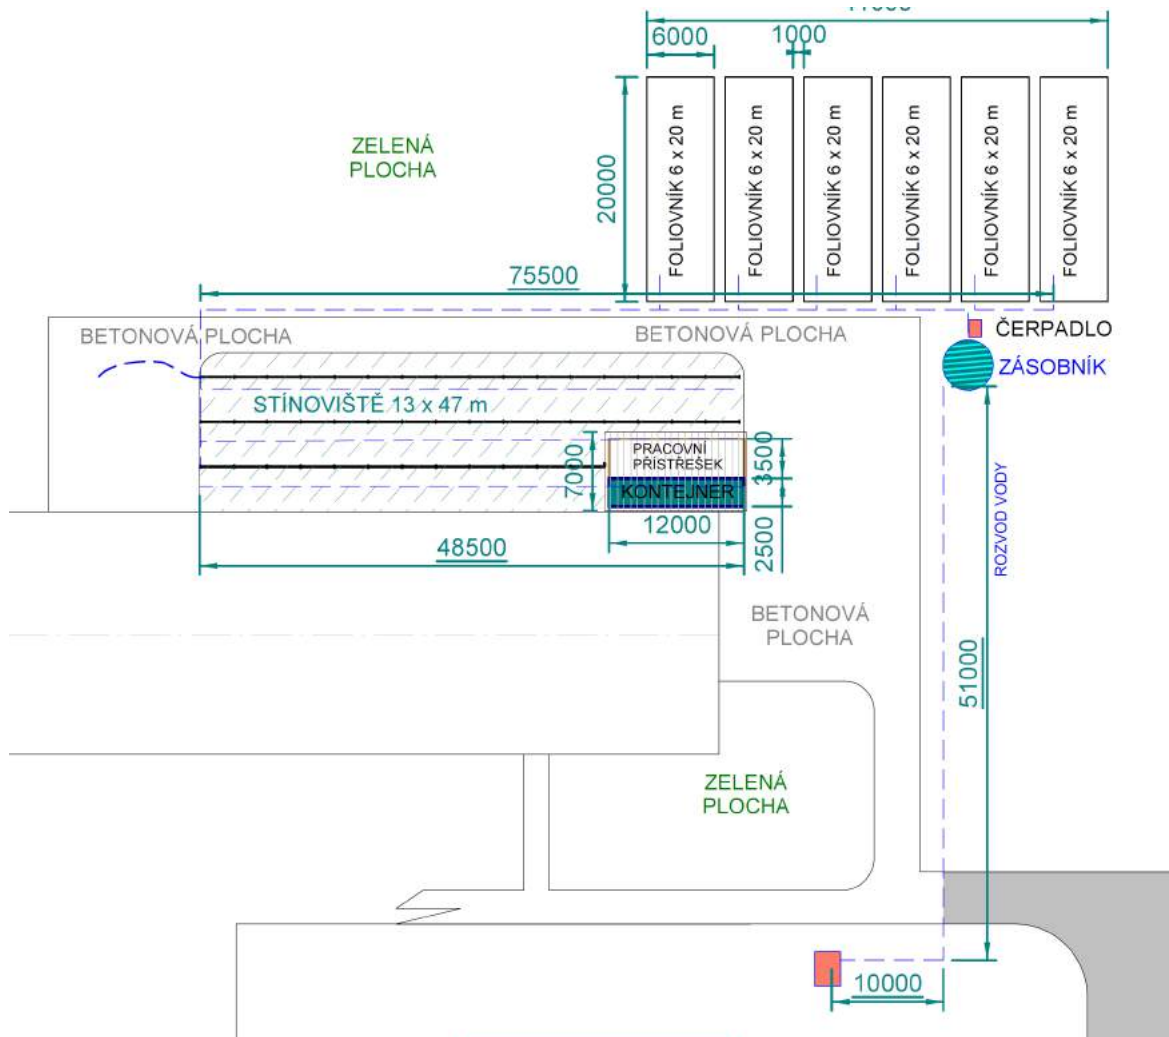 6000
1000
ZELENÁ
PLOCHA
20000
FOLIOVNÍK 6 x 20 m
FOLIOVNÍK 6 x 20 m
FOLIOVNÍK 6 x 20 m
FOLIOVNÍK 6 x 20 m
FOLIOVNÍK 6 x 20 m
FOLIOVNÍK 6 x 20 m
75500
BETONOVÁ PLOCHA
BETONOVÁ PLOCHA
ČERPADLO
ZÁSOBNÍK
STÍNOVIŠTĚ 13 x 47 m
7000
PRACOVNÍ
PŘÍSTŘEŠEK
3500
KONTEJNER
12000
2500
48500
ROZVOD VODY
BETONOVÁ
PLOCHA
51000
ZELENÁ
PLOCHA
10000